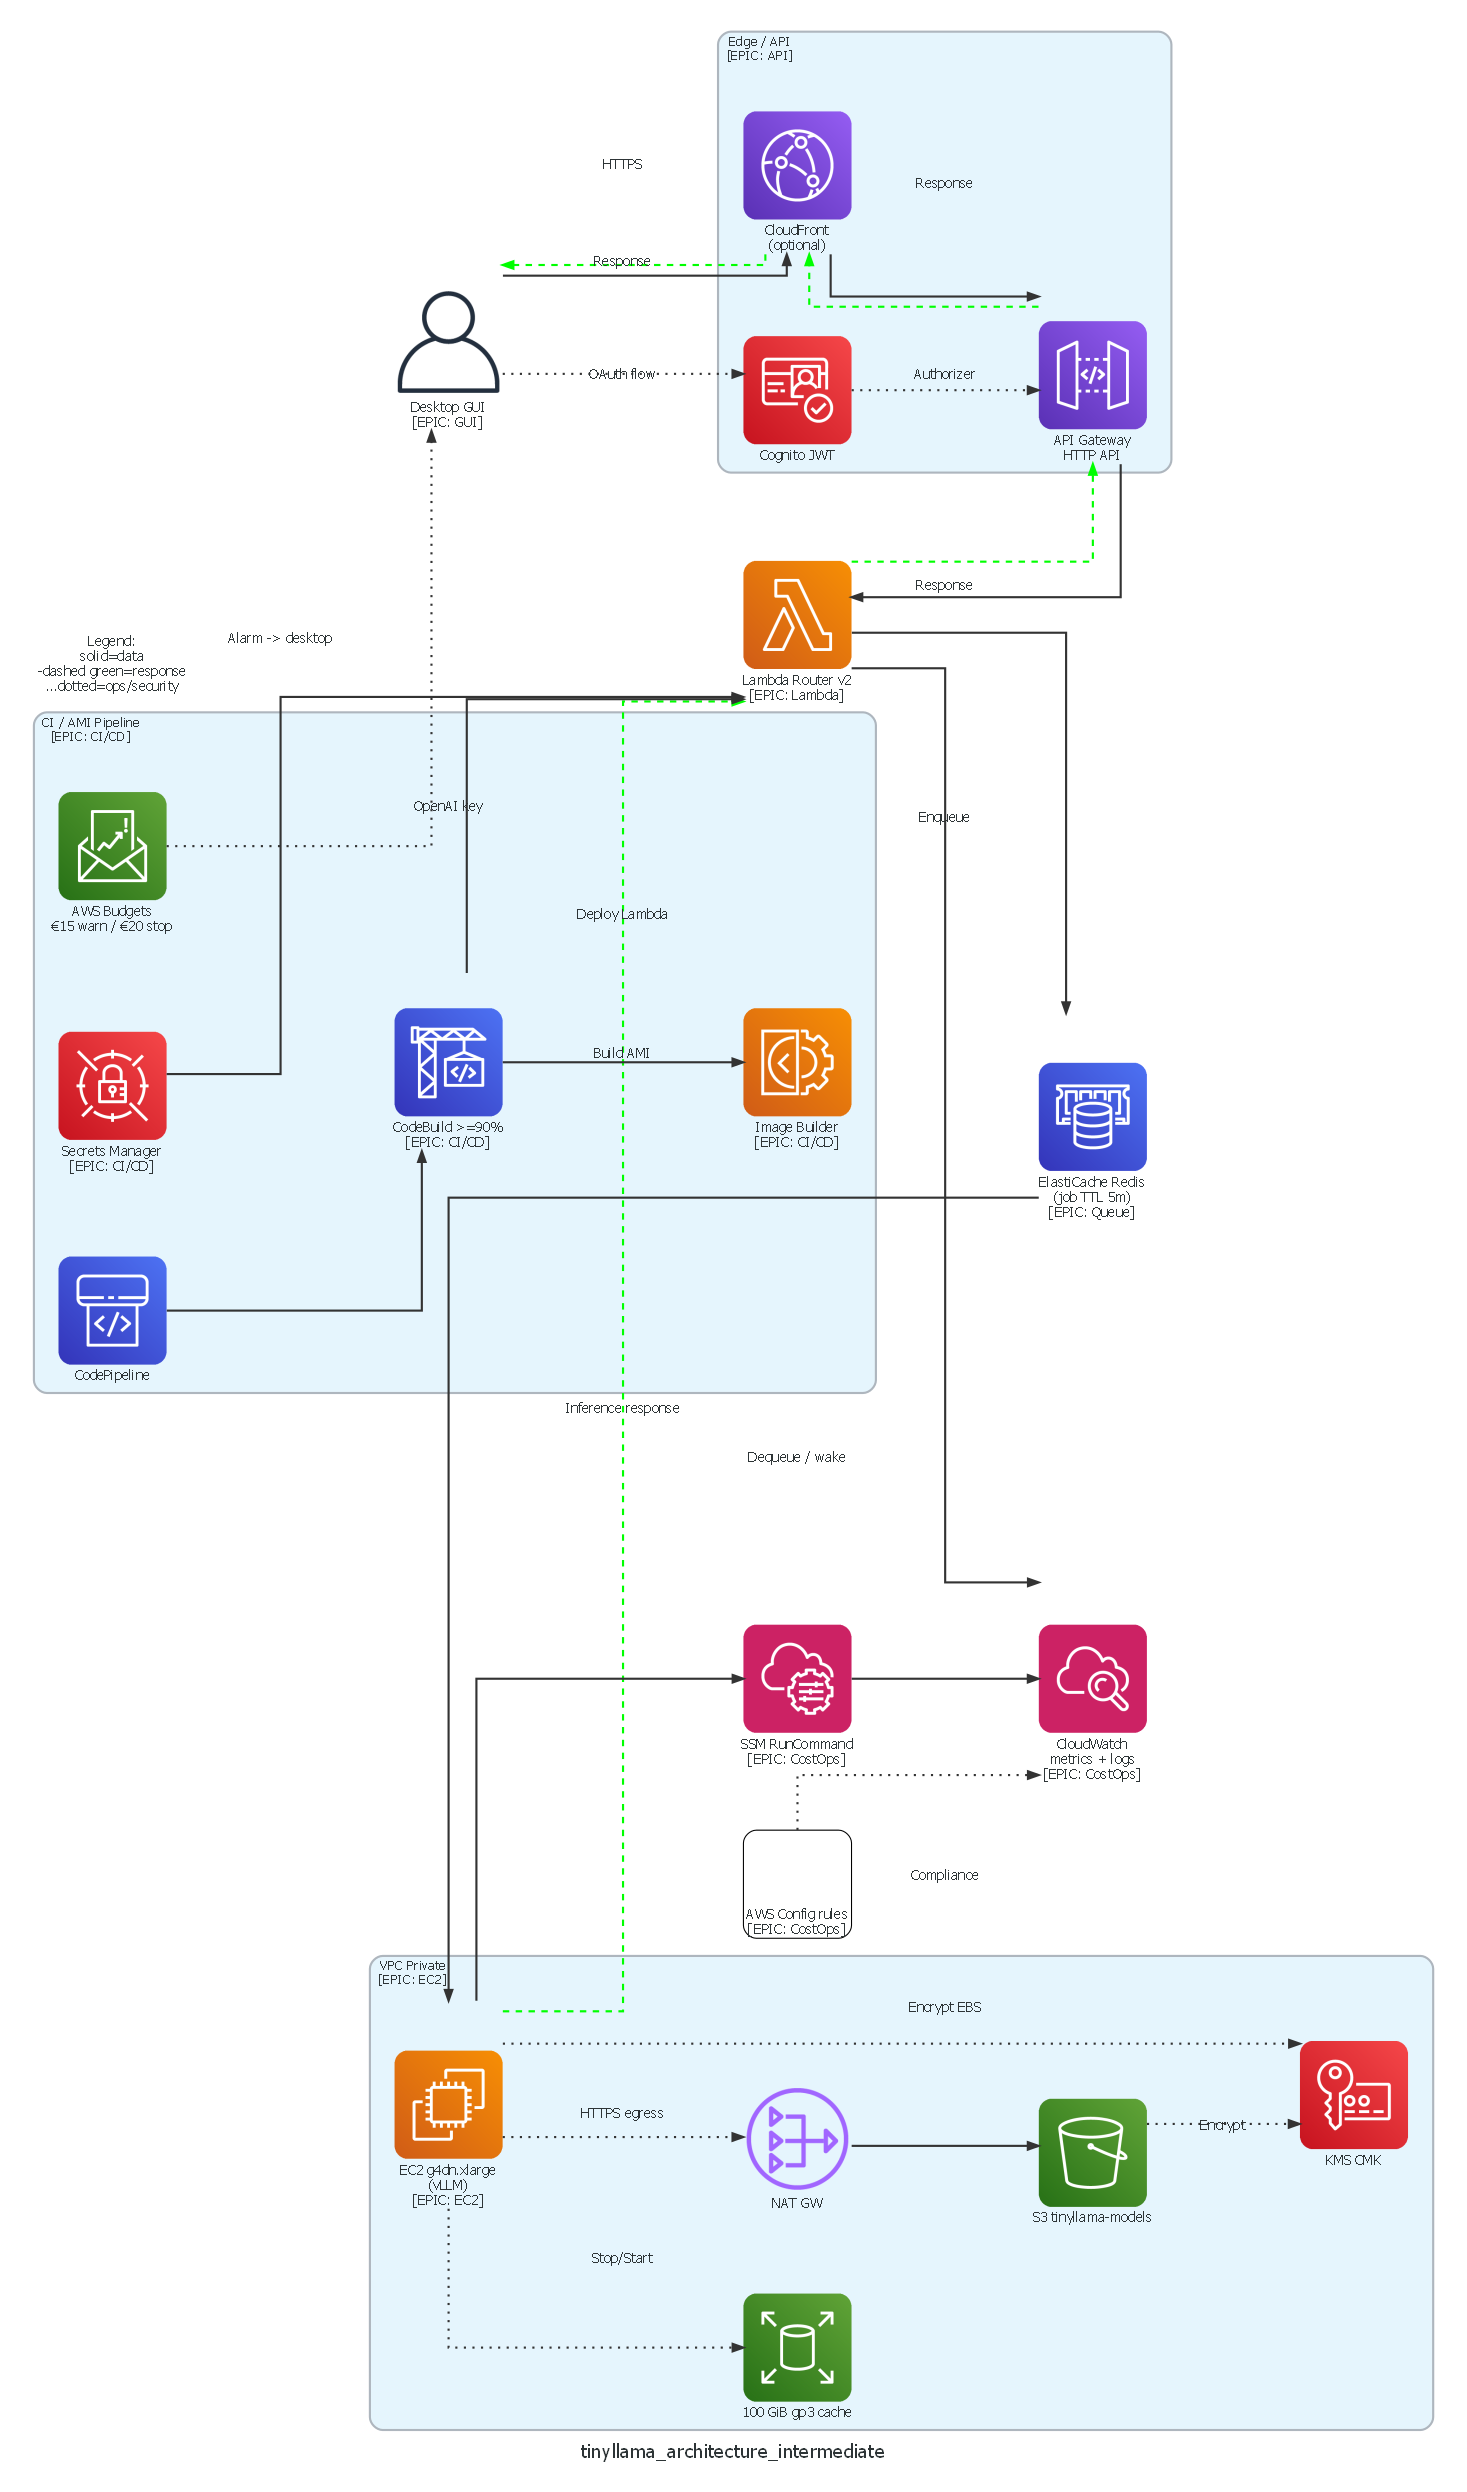 Edge / API
[EPIC: API]
HTTPS
Response
CloudFront
(optional)
Response
OAuth flow
Authorizer
Desktop GUI
[EPIC: GUI]
Cognito JWT
API Gateway
HTTP API
Response
Legend:
solid=data
-dashed green=response
...dotted=ops/security
Alarm -> desktop
Lambda Router v2
[EPIC: Lambda]
CI / AMI Pipeline
[EPIC: CI/CD]
OpenAI key
Enqueue
AWS Budgets
€15 warn / €20 stop
Deploy Lambda
Build AMI
CodeBuild >=90%
[EPIC: CI/CD]
Image Builder
[EPIC: CI/CD]
Secrets Manager
[EPIC: CI/CD]
ElastiCache Redis
(job TTL 5m)
[EPIC: Queue]
CodePipeline
Inference response
Dequeue / wake
SSM RunCommand
[EPIC: CostOps]
CloudWatch
metrics + logs
[EPIC: CostOps]
Compliance
AWS Config rules
[EPIC: CostOps]
VPC Private
[EPIC: EC2]
Encrypt EBS
HTTPS egress
Encrypt
EC2 g4dn.xlarge
(vLLM)
[EPIC: EC2]
NAT GW
S3 tinyllama-models
KMS CMK
Stop/Start
100 GiB gp3 cache
tinyllama_architecture_intermediate